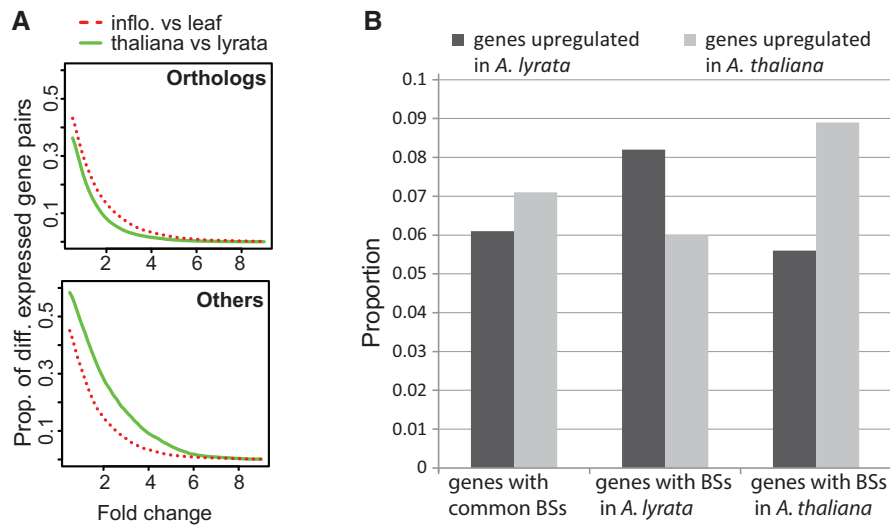 A
inflo. vs leaf
thaliana vs lyrata
Prop. of diff. expressed gene pairs
Orthologs
0.5
0.3
0.1
2 4 6 8
Others
0.5
0.3
0.1
2 4 6 8
Fold change
B
genes upregulated
in A. lyrata
genes upregulated
in A. thaliana
Proportion
0.1
0.09
0.08
0.07
0.06
0.05
0.04
0.03
0.02
0.01
0
genes with
common BSs
genes with BSs
in A. lyrata
genes with BSs
in A. thaliana